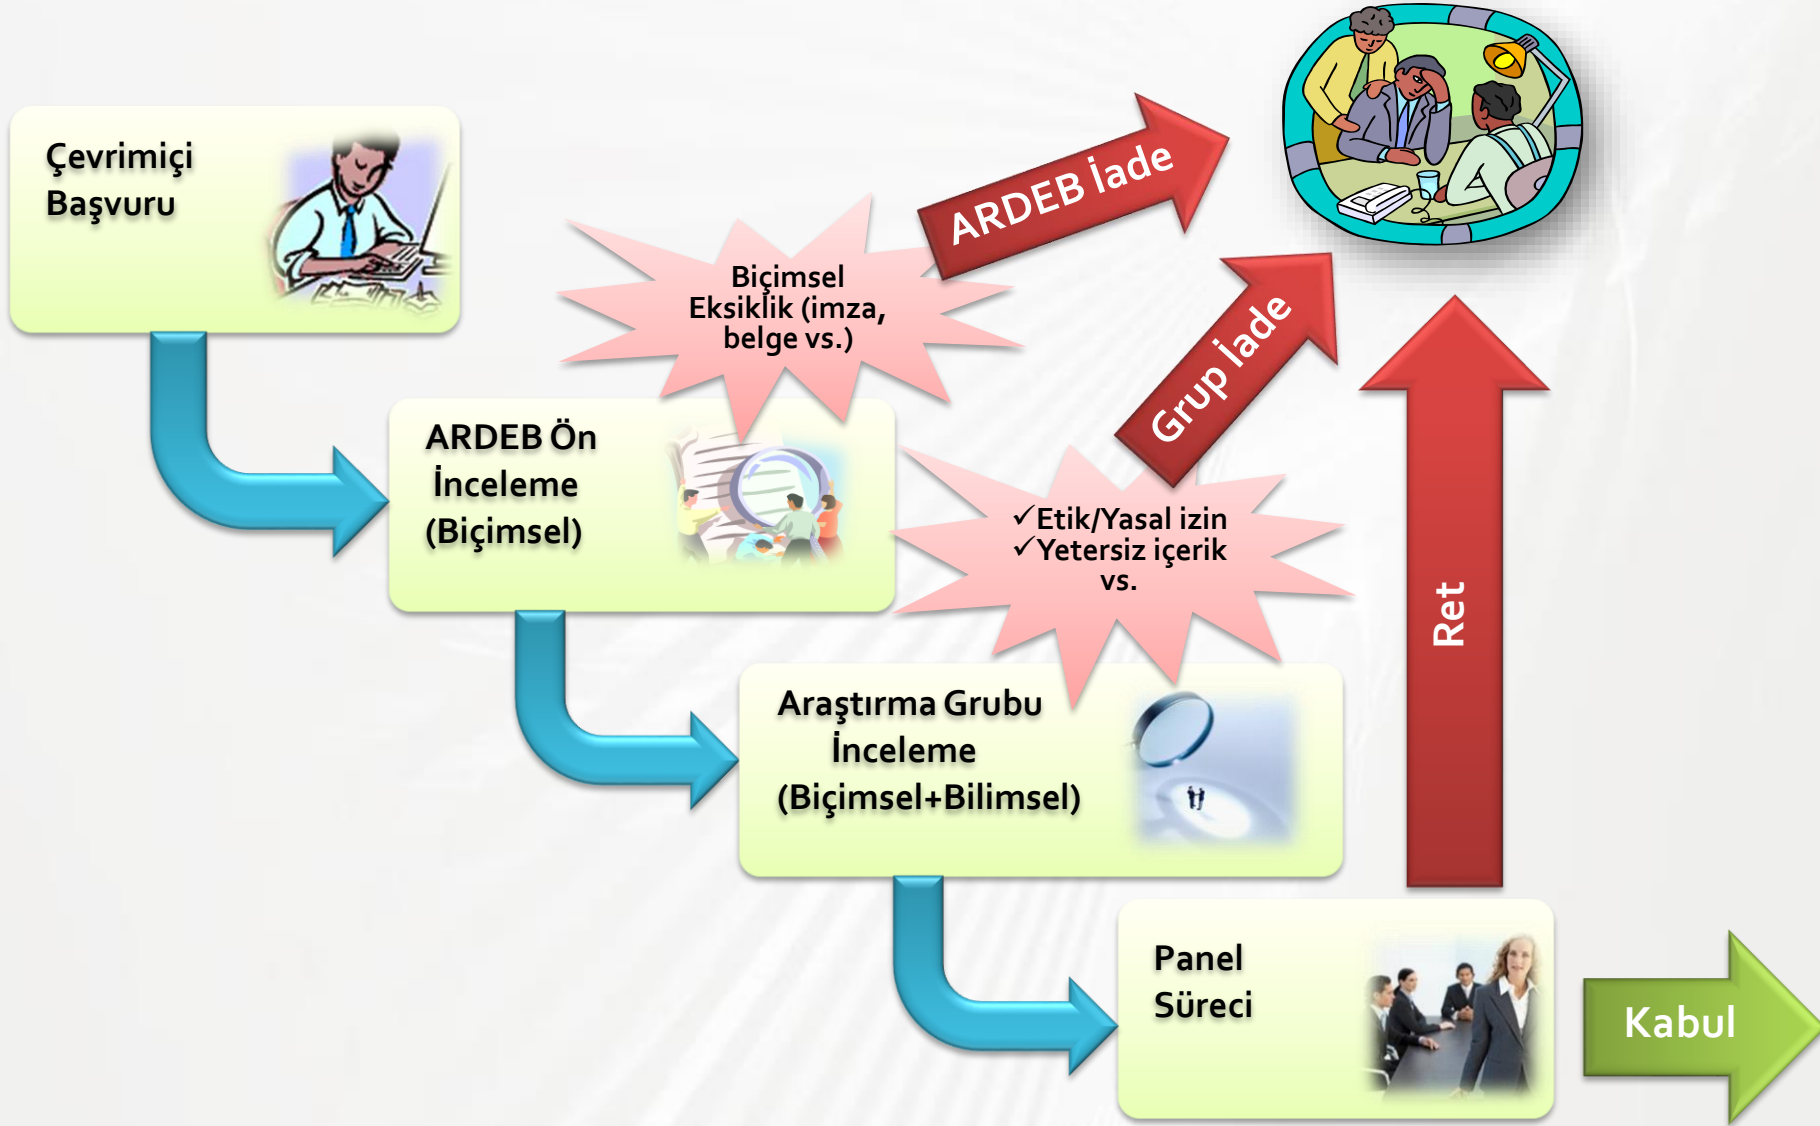 Çevrimiçi
Başvuru
ARDEB İade
Biçimsel
Eksiklik (imza,
belge vs.)
Grup İade
ARDEB Ön
İnceleme
(Biçimsel)
✓Etik/Yasal izin
✓Yetersiz içerik
vs.
Ret
Araştırma Grubu
İnceleme
(Biçimsel+Bilimsel)
Panel
Süreci
Kabul